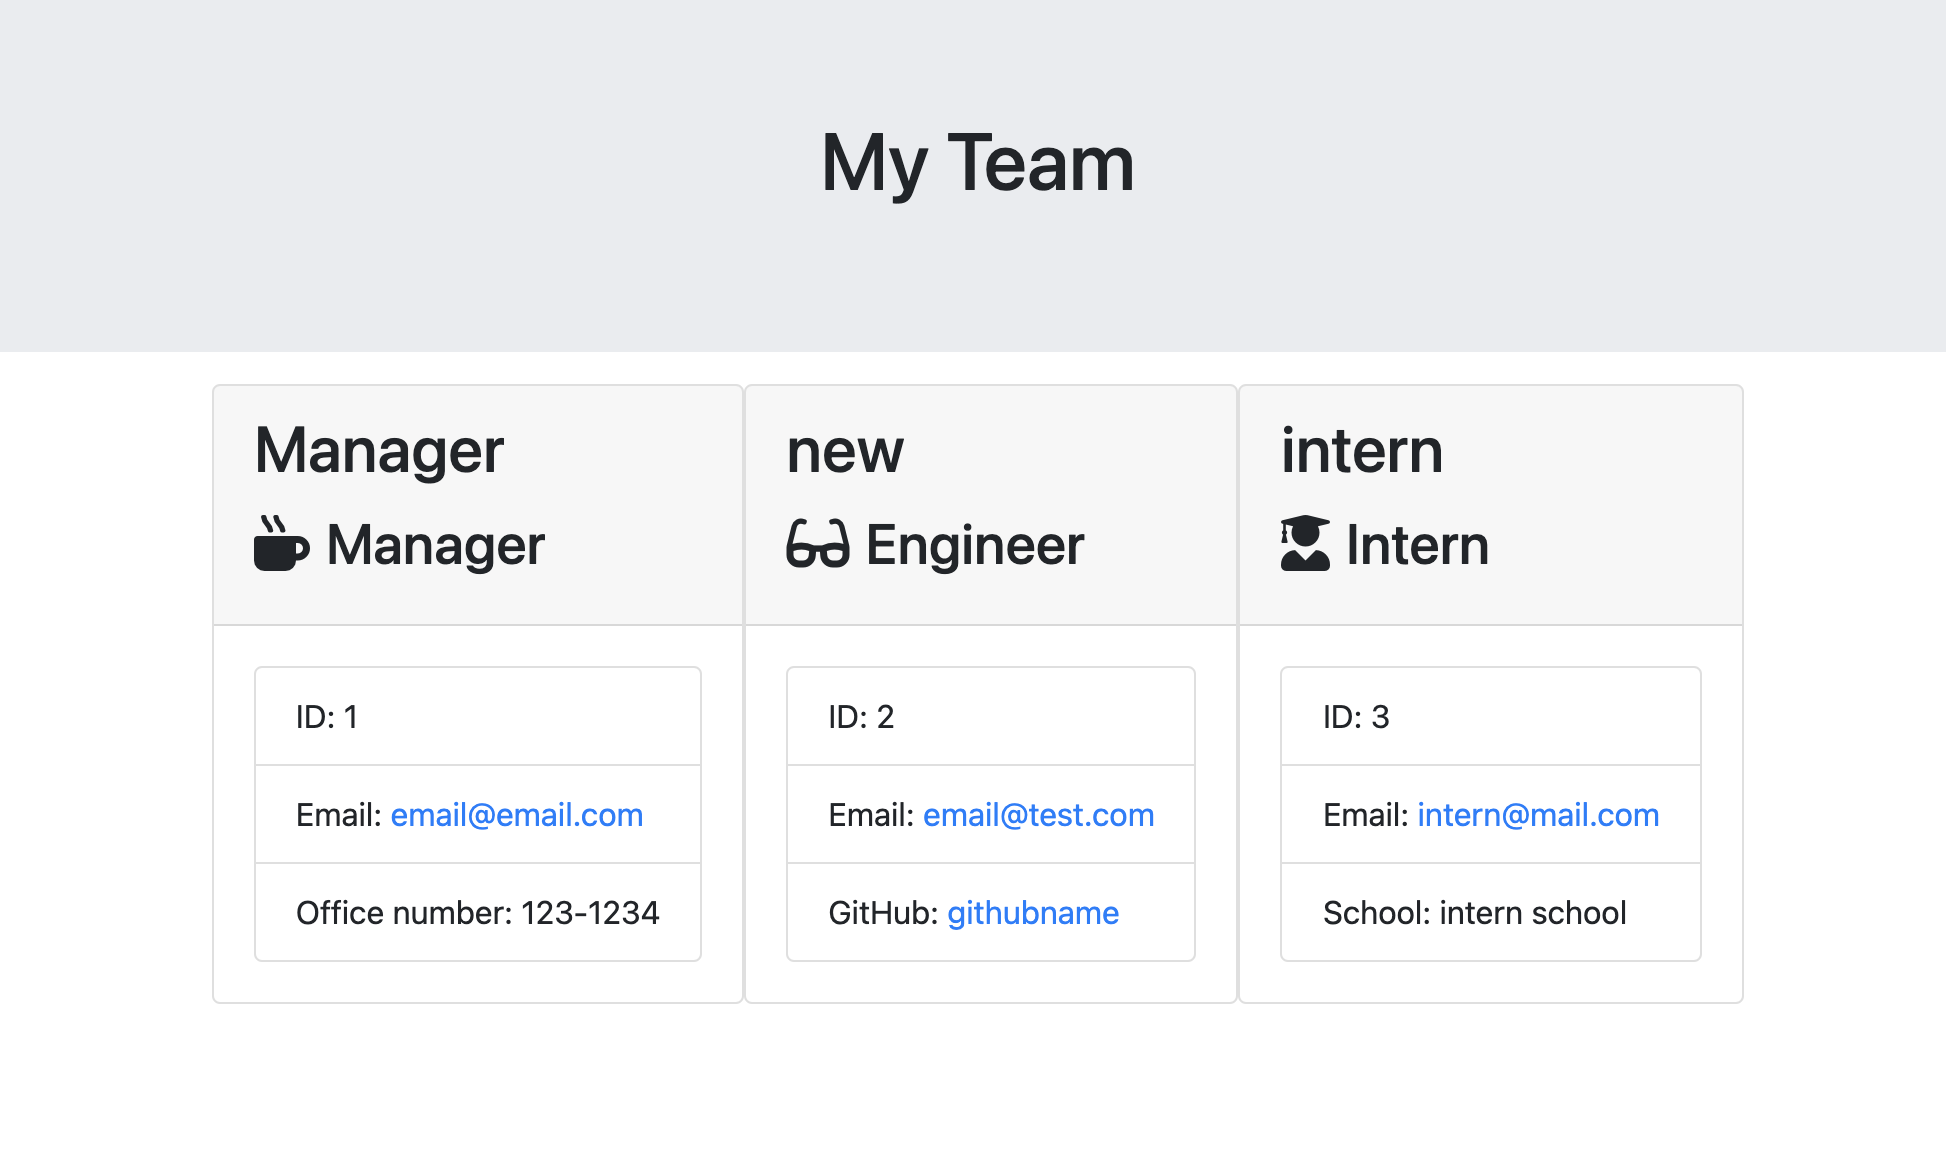 My Team
Manager
Manager
ID: 1
Email: email@email.com
Office number: 123-1234
new
Engineer
ID: 2
Email: email@test.com
GitHub: githubname
intern
Intern
ID: 3
Email: intern@mail.com
School: intern school